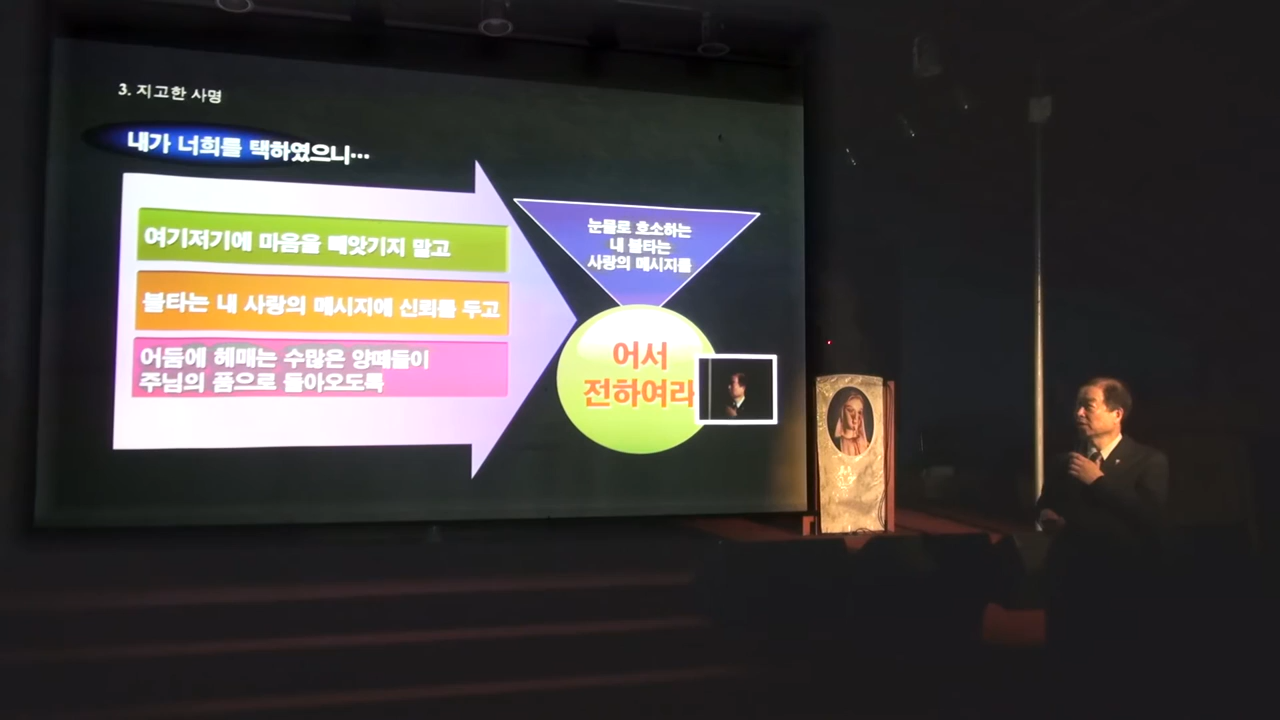 3. 지고한 사명
내가 너희를 택하였으니…
여기저기에 마음을 빼앗기지 말고
불타는 내 사랑의 메시지에 신뢰를 두고
어둠에 헤매는 수많은 양떼들이
주님의 품으로 돌아오도록
눈물로 호소하는
내 불타는
사랑의 메시지를
어서
전하여라